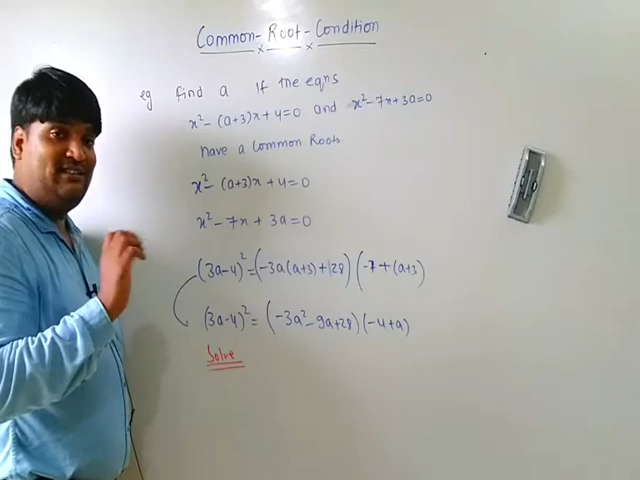 Common-Root-Condition
eg find a if the eqns
x²-(a+3)x+4=0 and x²-7x+3a=0
have a Common Roots.
x²-(a+3)x+4=0
x²-7x+3a=0
(3a-4)²=(-3a(a+3)+28)(-7+(a+3)
(3a-4)²=(-3a²-9a+28)(-4+a)
Solve